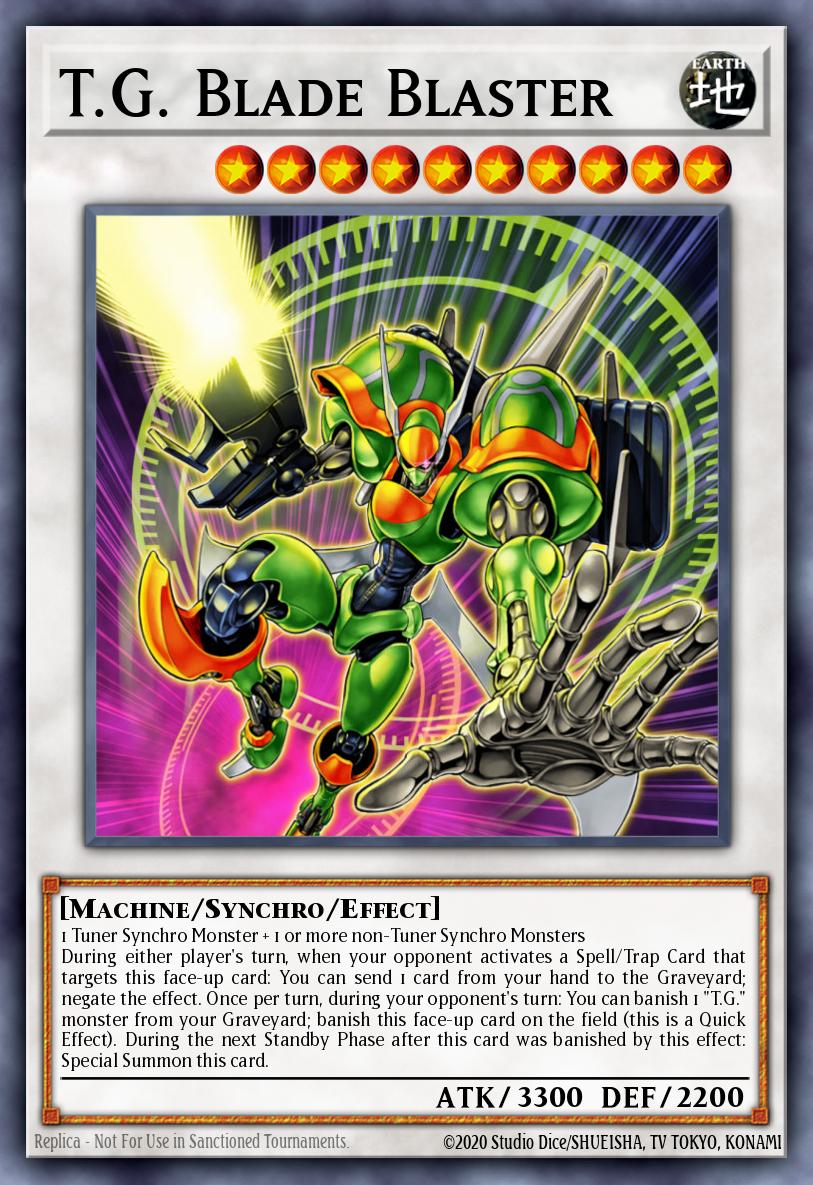 T.G. Blade Blaster
EARTH
地
[Machine/Synchro/Effect]
1 Tuner Synchro Monster + 1 or more non-Tuner Synchro Monsters
During either player's turn, when your opponent activates a Spell/Trap Card that
targets this face-up card: You can send 1 card from your hand to the Graveyard;
negate the effect. Once per turn, during your opponent's turn: You can banish 1 "T.G."
monster from your Graveyard; banish this face-up card on the field (this is a Quick
Effect). During the next Standby Phase after this card was banished by this effect:
Special Summon this card.
ATK/3300 DEF/2200
Replica - Not For Use in Sanctioned Tournaments.
©2020 Studio Dice/SHUEISHA, TV TOKYO, KONAMI